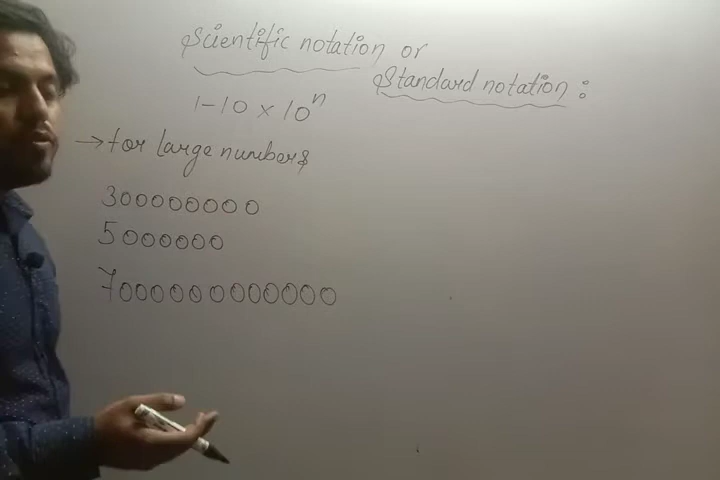 Scientific notation or
Standard notation :
1-10 × 10ⁿ
→ for large numbers
300000000
5000000
7000000000000